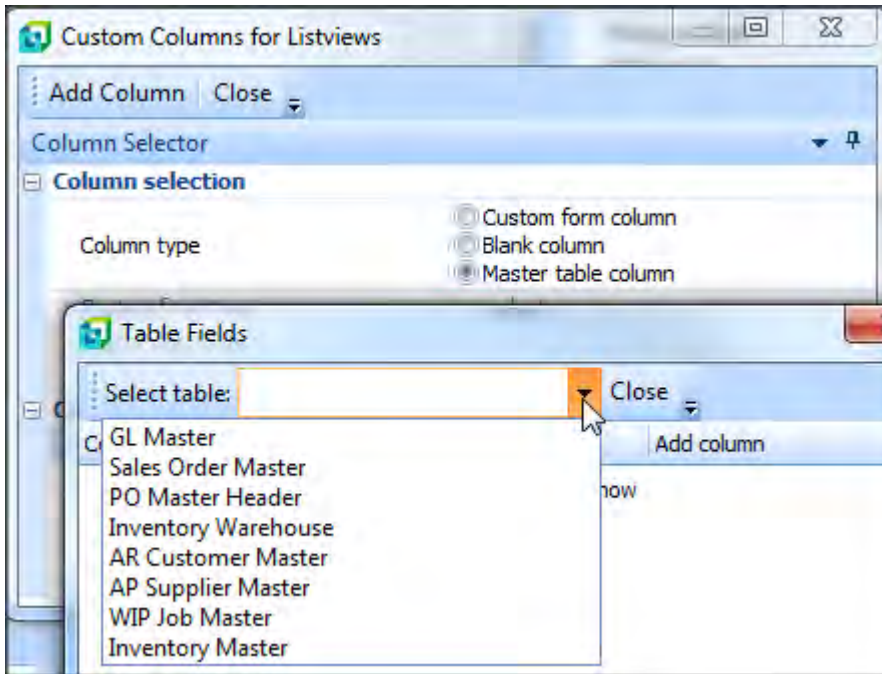 Custom Columns for Listviews
Add Column Close
Column Selector
Column selection
Custom form column
Column type
Blank column
Master table column
Table Fields
Select table: Close
GL Master
Add column
Sales Order Master
PO Master Header
Inventory Warehouse
AR Customer Master
AP Supplier Master
WIP Job Master
Inventory Master